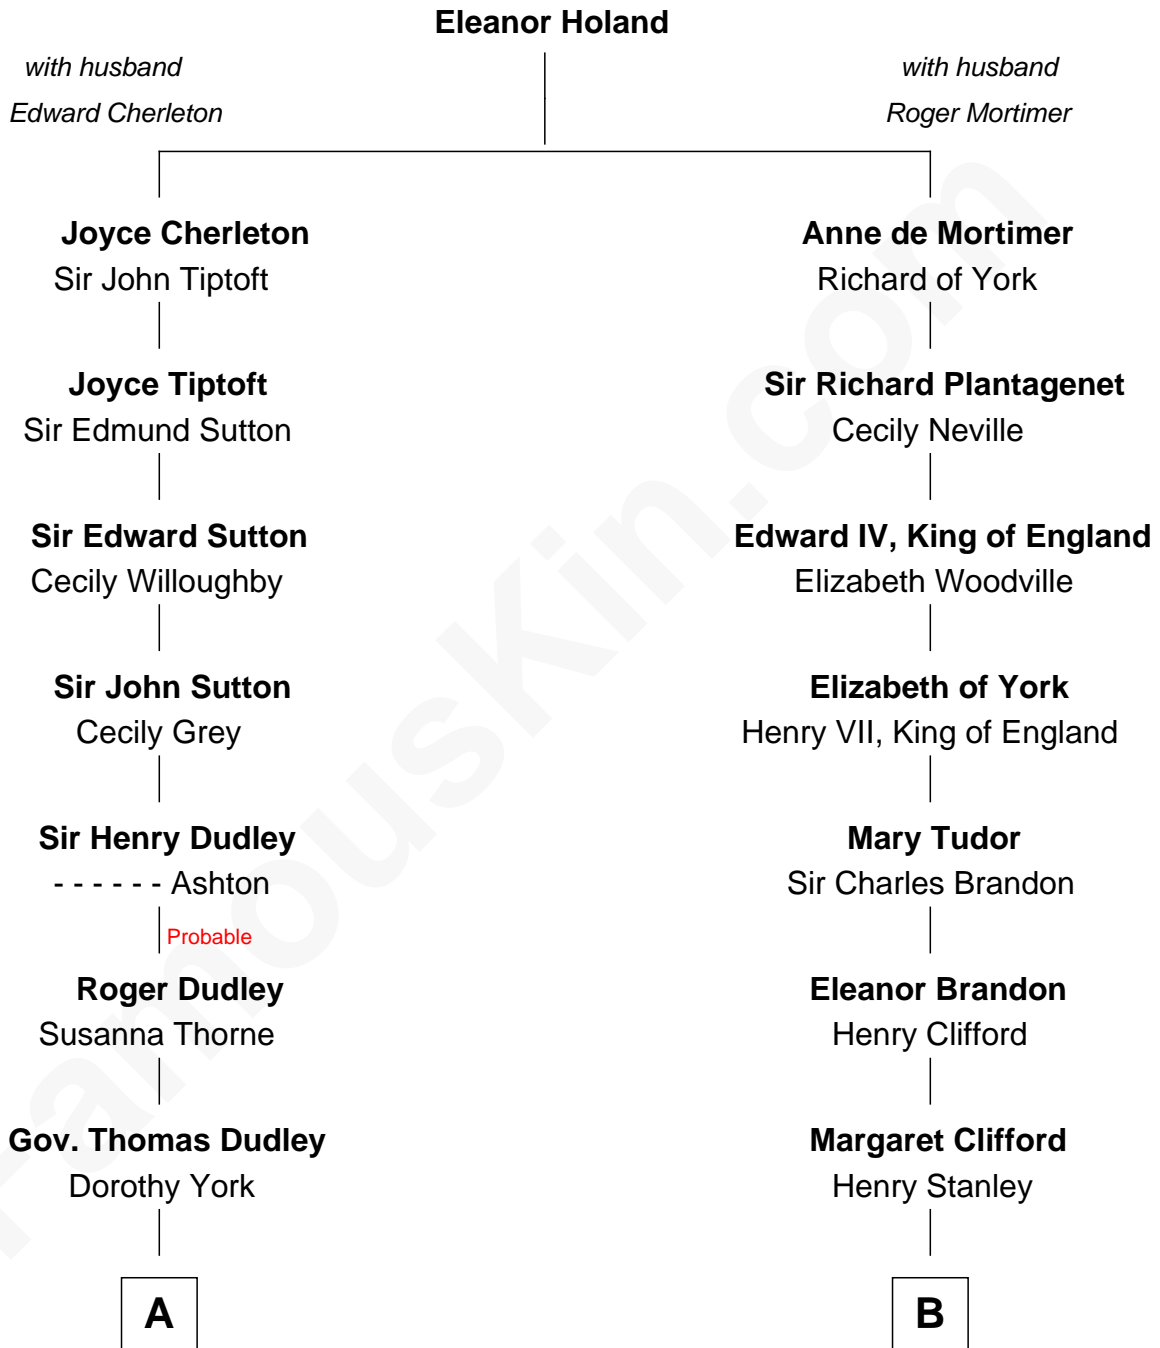 Eleanor Holand
with husband
Edward Cherleton
with husband
Roger Mortimer
Joyce Cherleton
Sir John Tiptoft
Anne de Mortimer
Richard of York
Joyce Tiptoft
Sir Edmund Sutton
Sir Richard Plantagenet
Cecily Neville
Sir Edward Sutton
Cecily Willoughby
Edward IV, King of England
Elizabeth Woodville
Sir John Sutton
Cecily Grey
Elizabeth of York
Henry VII, King of England
Sir Henry Dudley
- - - - - - Ashton
Mary Tudor
Sir Charles Brandon
Probable
Roger Dudley
Susanna Thorne
Eleanor Brandon
Henry Clifford
Gov. Thomas Dudley
Dorothy York
Margaret Clifford
Henry Stanley
A
B
FamousKin.com